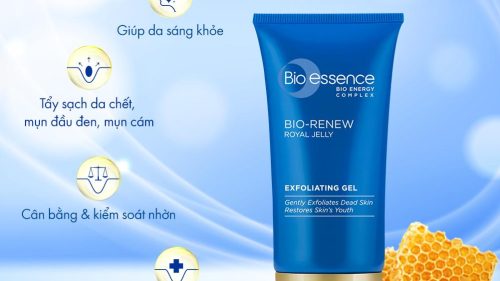 Giúp da sáng khỏe
Tẩy sạch da chết,
mụn đầu đen, mụn cám
Cân bằng & kiểm soát nhờn
Bio essence
BIO ENERGY
COMPLEX
BIO-RENEW
ROYAL JELLY
EXFOLIATING GEL
Gently Exfoliates Dead Skin
Restores Skin's Youth